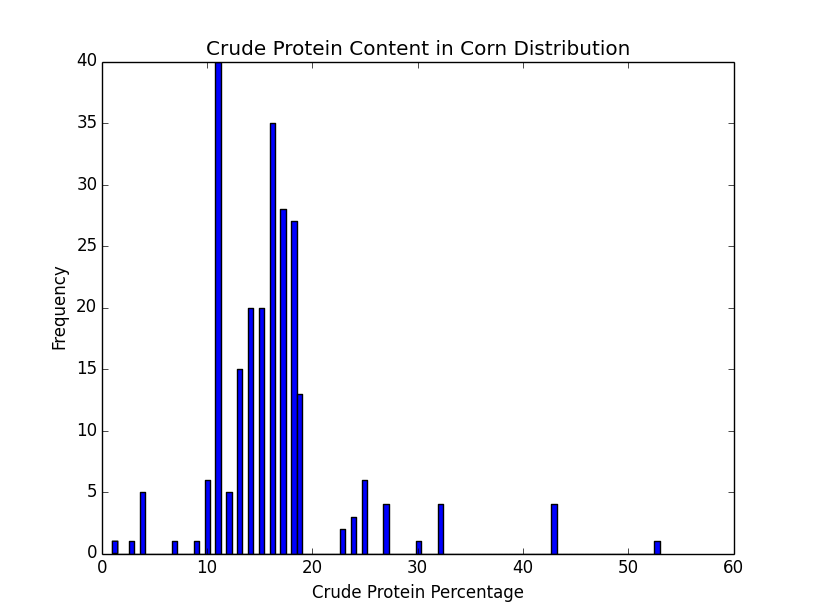 Crude Protein Content in Corn Distribution
40
35
30
25
20
15
10
5
0
Frequency
0 10 20 30 40 50 60
Crude Protein Percentage